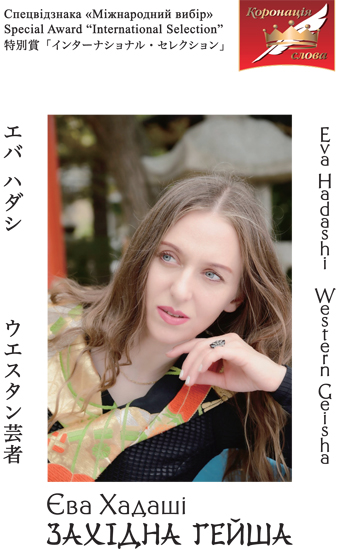 Спецвідзнака «Міжнародний вибір»
Special Award “International Selection”
特別賞「インターナショナル・セレクション」
Коронація
слова
エバ ハダシ
ウエスタン芸者
Eva Hadashi
Western Geisha
Єва Хадаші
ЗАХІДНА ГЕЙША